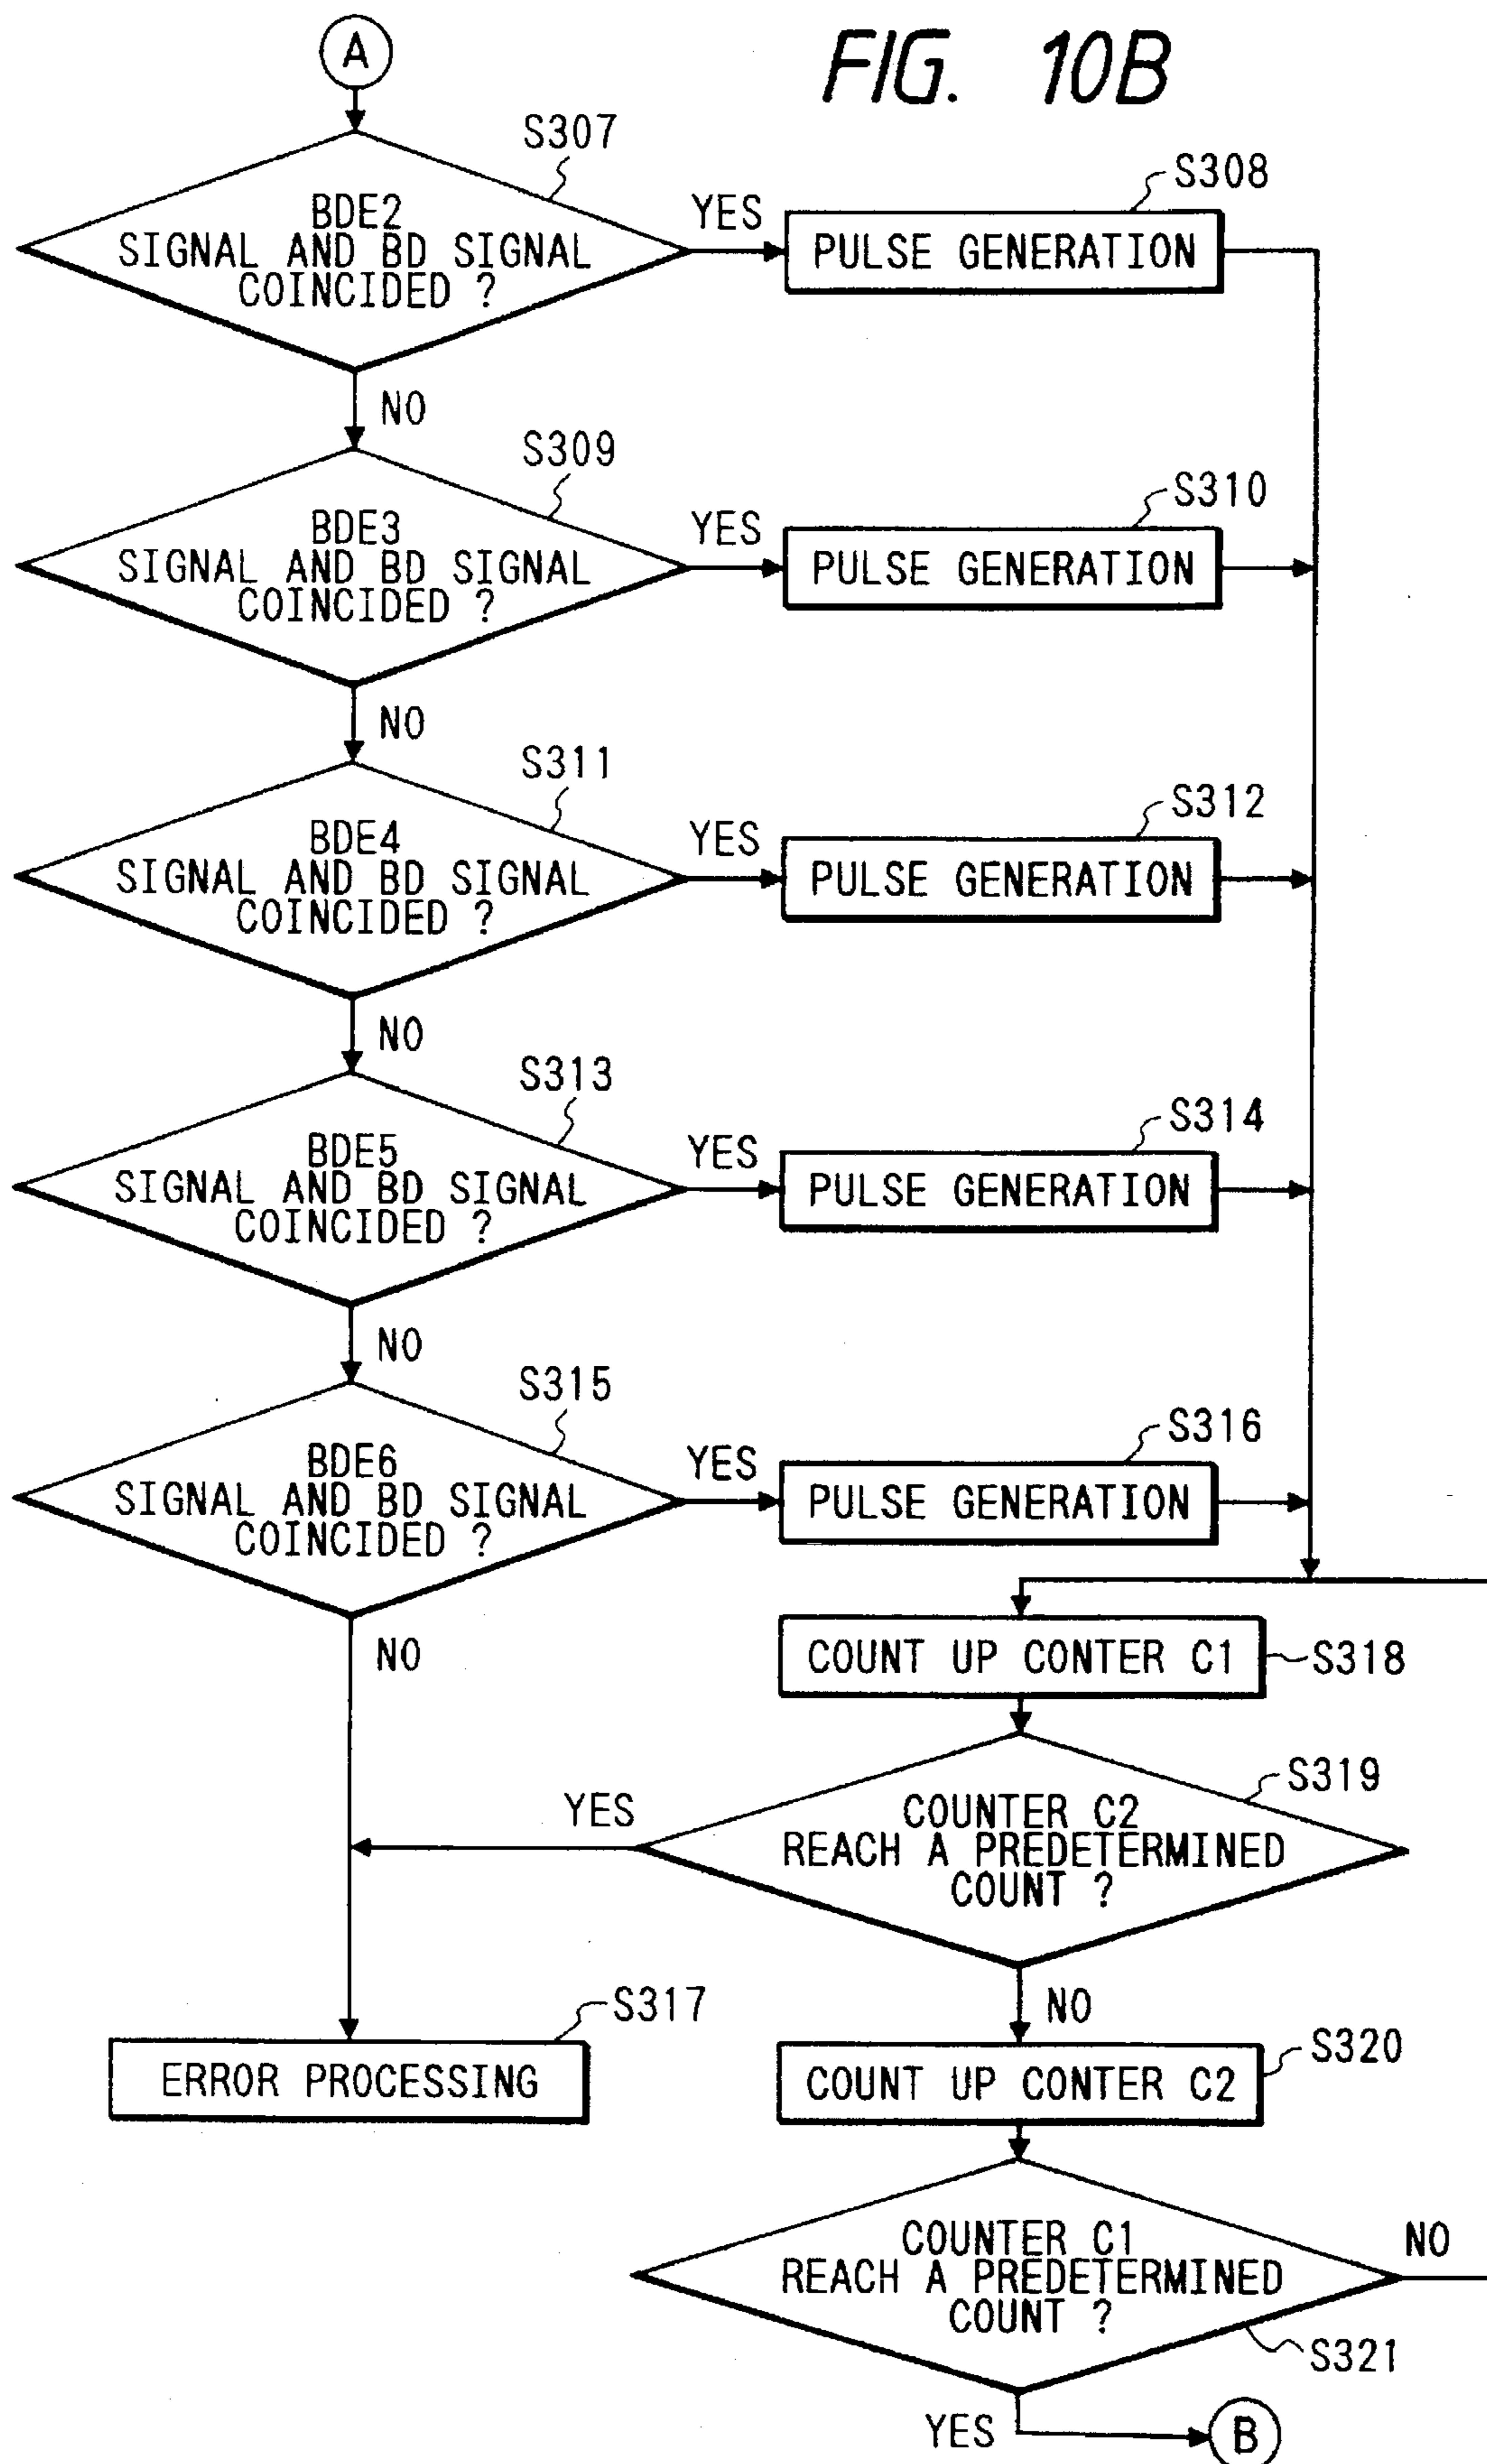 A
FIG. 10B
S307
BDE2
SIGNAL AND BD SIGNAL
COINCIDED ?
YES
S308
PULSE GENERATION
NO
S309
BDE3
SIGNAL AND BD SIGNAL
COINCIDED ?
YES
S310
PULSE GENERATION
NO
S311
BDE4
SIGNAL AND BD SIGNAL
COINCIDED ?
YES
S312
PULSE GENERATION
NO
S313
BDE5
SIGNAL AND BD SIGNAL
COINCIDED ?
YES
S314
PULSE GENERATION
NO
S315
BDE6
SIGNAL AND BD SIGNAL
COINCIDED ?
YES
S316
PULSE GENERATION
NO
COUNT UP CONTER C1
S318
S319
COUNTER C2
REACH A PREDETERMINED
COUNT ?
YES
NO
S317
ERROR PROCESSING
S320
COUNT UP CONTER C2
COUNTER C1
REACH A PREDETERMINED
COUNT ?
NO
S321
YES
B